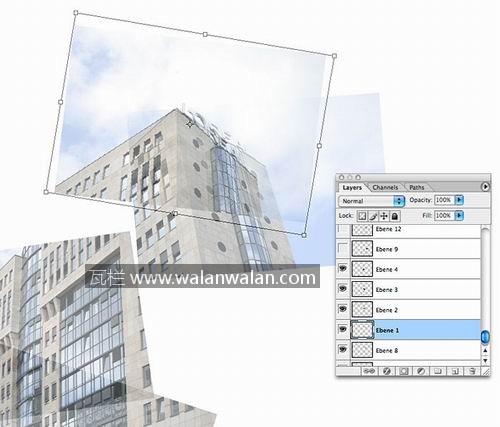 Layers Channels Paths
Normal Opacity: 100%
Lock: Fill: 100%
Ebene 12
Ebene 9
Ebene 4
Ebene 3
Ebene 2
Ebene 1
Ebene 8
瓦栏 www.walanwalan.com